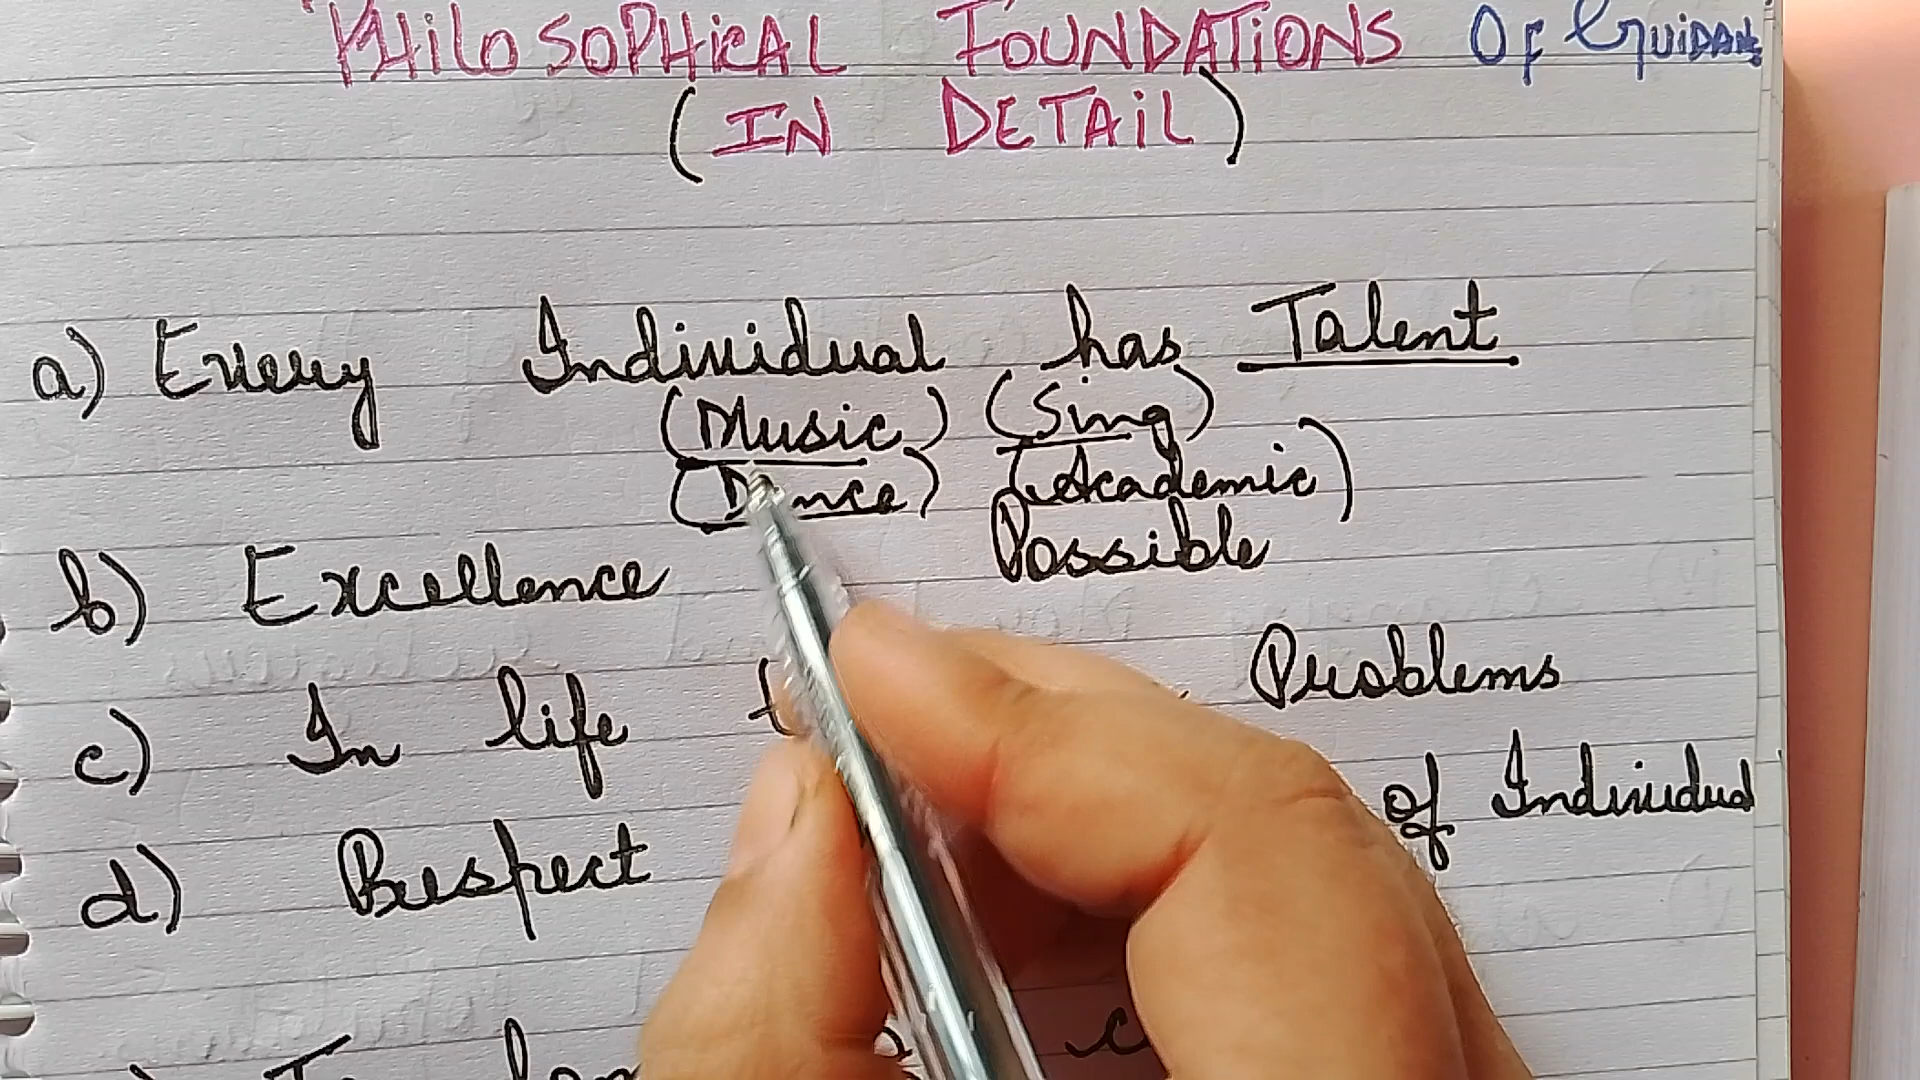 PHILOSOPHICAL FOUNDATIONS Of GUIDAN
(IN DETAIL)
a) Every Individual has Talent
(Music) (Sing)
(Dance) (Academic)
b) Excellence Possible
c) In life Problems
d) Respect of Individual